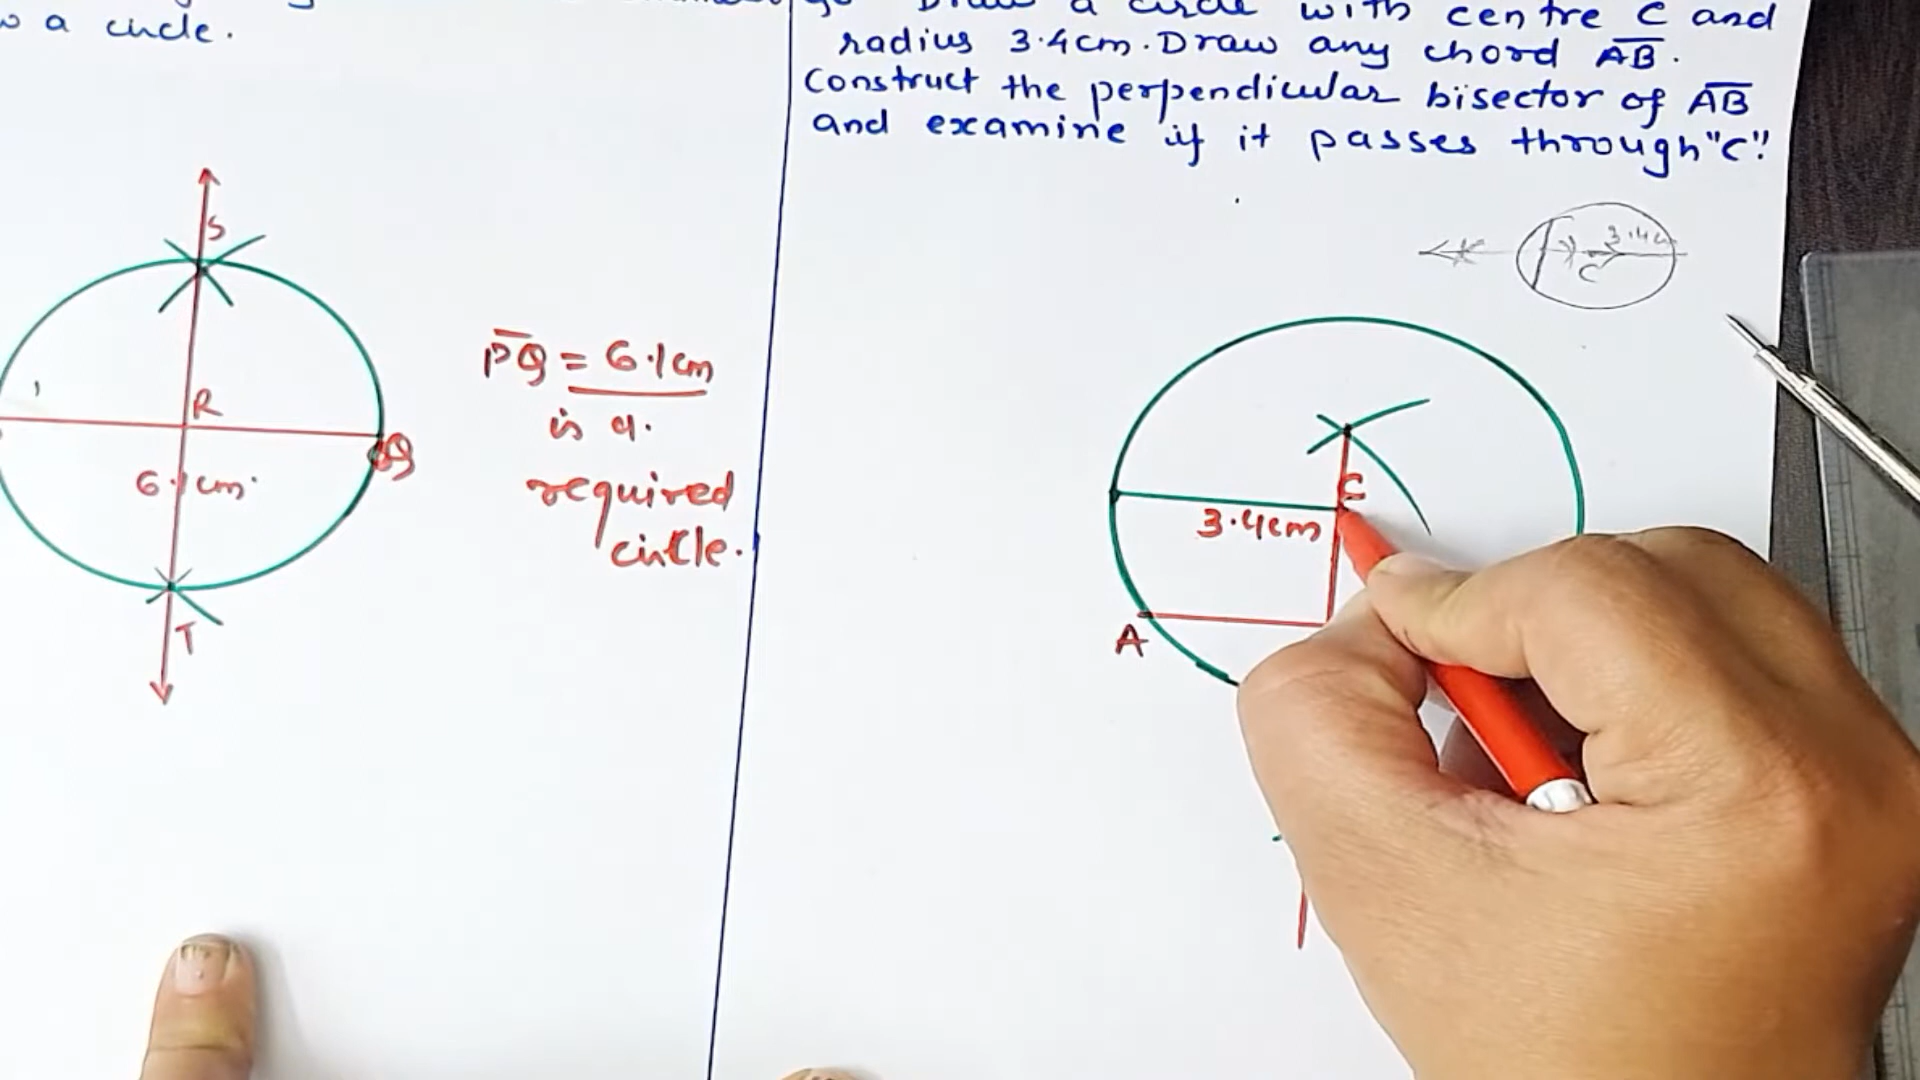 a circle.
Draw a circle with centre C and
radius 3.4cm. Draw any chord AB.
Construct the perpendicular bisector of AB
and examine if it passes through "C"?
3.4cm
C
S
R
Q
6.1cm.
T
PQ = 6.1cm
is a.
required
circle.
C
3.4cm
A